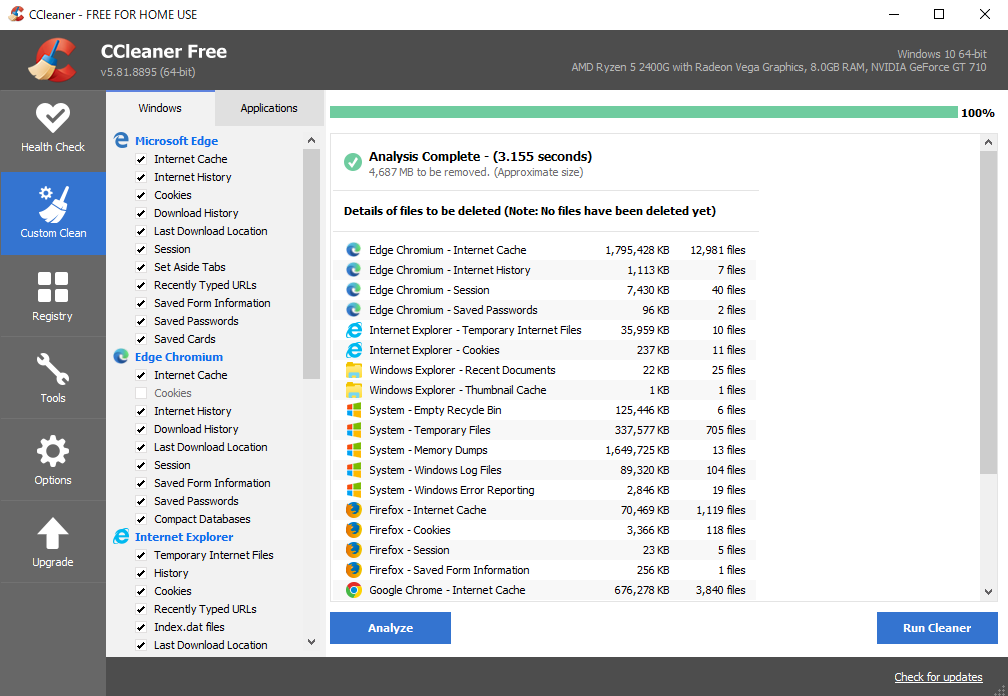 CCleaner - FREE FOR HOME USE
CCleaner Free
v5.81.8895 (64-bit)
Windows 10 64-bit
AMD Ryzen 5 2400G with Radeon Vega Graphics, 8.0GB RAM, NVIDIA GeForce GT 710
Health Check
Custom Clean
Registry
Tools
Options
Upgrade
Windows
Applications
Microsoft Edge
Internet Cache
Internet History
Cookies
Download History
Last Download Location
Session
Set Aside Tabs
Recently Typed URLs
Saved Form Information
Saved Passwords
Saved Cards
Edge Chromium
Internet Cache
Cookies
Internet History
Download History
Last Download Location
Session
Saved Form Information
Saved Passwords
Compact Databases
Internet Explorer
Temporary Internet Files
History
Cookies
Recently Typed URLs
Index.dat files
Last Download Location
100%
Analysis Complete - (3.155 seconds)
4,687 MB to be removed. (Approximate size)
Details of files to be deleted (Note: No files have been deleted yet)
Edge Chromium - Internet Cache 1,795,428 KB 12,981 files
Edge Chromium - Internet History 1,113 KB 7 files
Edge Chromium - Session 7,430 KB 40 files
Edge Chromium - Saved Passwords 96 KB 2 files
Internet Explorer - Temporary Internet Files 35,959 KB 10 files
Internet Explorer - Cookies 237 KB 11 files
Windows Explorer - Recent Documents 22 KB 25 files
Windows Explorer - Thumbnail Cache 1 KB 1 files
System - Empty Recycle Bin 125,446 KB 6 files
System - Temporary Files 337,577 KB 705 files
System - Memory Dumps 1,649,725 KB 13 files
System - Windows Log Files 89,320 KB 104 files
System - Windows Error Reporting 2,846 KB 19 files
Firefox - Internet Cache 70,469 KB 1,119 files
Firefox - Cookies 3,366 KB 118 files
Firefox - Session 23 KB 5 files
Firefox - Saved Form Information 256 KB 1 files
Google Chrome - Internet Cache 676,278 KB 3,840 files
Analyze
Run Cleaner
Check for updates